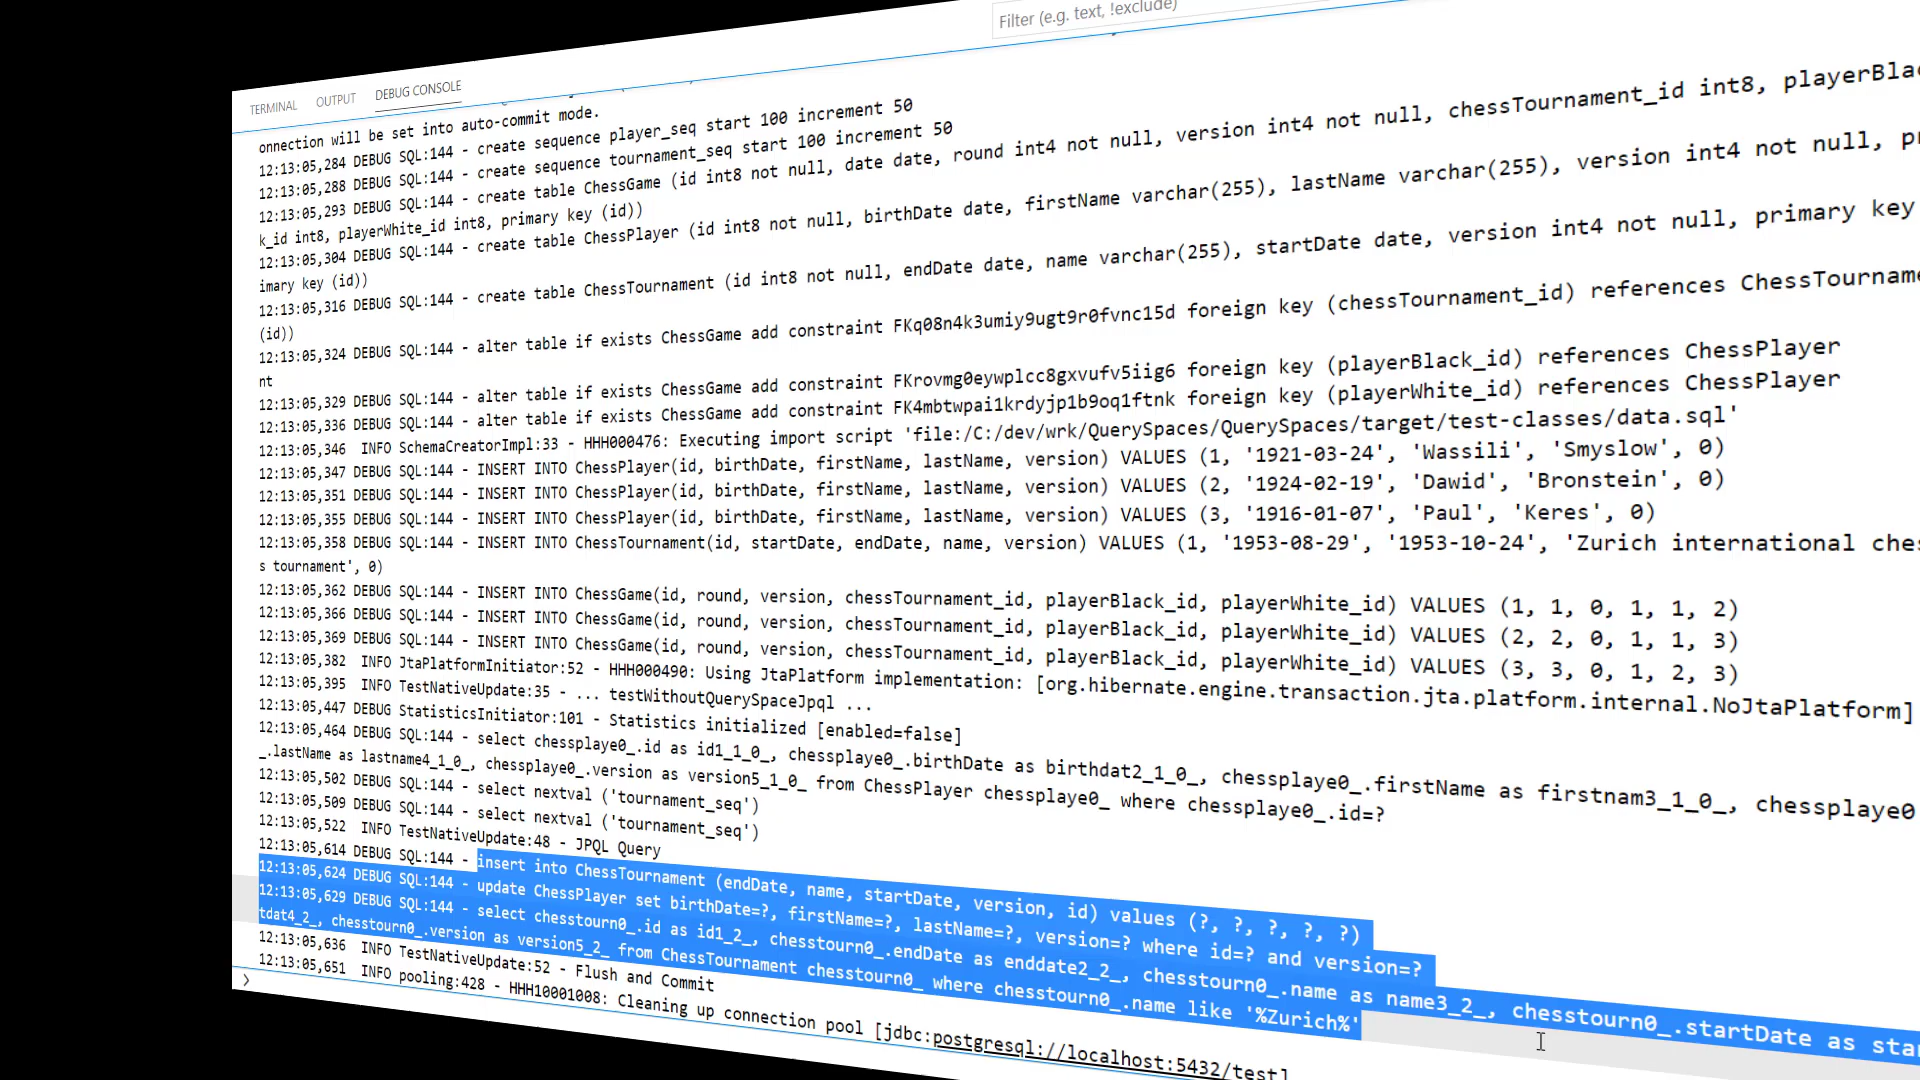 Filter (e.g. text, !exclude)
TERMINAL OUTPUT DEBUG CONSOLE
onnection will be set into auto-commit mode.
12:13:05,284 DEBUG SQL:144 - create sequence player_seq start 100 increment 50
12:13:05,288 DEBUG SQL:144 - create sequence tournament_seq start 100 increment 50
12:13:05,293 DEBUG SQL:144 - create table ChessGame (id int8 not null, date date, round int4 not null, version int4 not null, chessTournament_id int8, playerBlac
k_id int8, playerWhite_id int8, primary key (id))
12:13:05,304 DEBUG SQL:144 - create table ChessPlayer (id int8 not null, birthDate date, firstName varchar(255), lastName varchar(255), version int4 not null, pr
imary key (id))
12:13:05,316 DEBUG SQL:144 - create table ChessTournament (id int8 not null, endDate date, name varchar(255), startDate date, version int4 not null, primary key
(id))
12:13:05,324 DEBUG SQL:144 - alter table if exists ChessGame add constraint FKq08n4k3umiy9ugt9r0fvnc15d foreign key (chessTournament_id) references ChessTourname
nt
12:13:05,329 DEBUG SQL:144 - alter table if exists ChessGame add constraint FKrovmg0eywplcc8gxvufv5iig6 foreign key (playerBlack_id) references ChessPlayer
12:13:05,336 DEBUG SQL:144 - alter table if exists ChessGame add constraint FK4mbtwpai1krdyjp1b9oq1ftnk foreign key (playerWhite_id) references ChessPlayer
12:13:05,346 INFO SchemaCreatorImpl:33 - HHH000476: Executing import script 'file:/C:/dev/wrk/QuerySpaces/QuerySpaces/target/test-classes/data.sql'
12:13:05,347 DEBUG SQL:144 - INSERT INTO ChessPlayer(id, birthDate, firstName, lastName, version) VALUES (1, '1921-03-24', 'Wassili', 'Smyslow', 0)
12:13:05,351 DEBUG SQL:144 - INSERT INTO ChessPlayer(id, birthDate, firstName, lastName, version) VALUES (2, '1924-02-19', 'Dawid', 'Bronstein', 0)
12:13:05,355 DEBUG SQL:144 - INSERT INTO ChessPlayer(id, birthDate, firstName, lastName, version) VALUES (3, '1916-01-07', 'Paul', 'Keres', 0)
12:13:05,358 DEBUG SQL:144 - INSERT INTO ChessTournament(id, startDate, endDate, name, version) VALUES (1, '1953-08-29', '1953-10-24', 'Zurich international ches
s tournament', 0)
12:13:05,362 DEBUG SQL:144 - INSERT INTO ChessGame(id, round, version, chessTournament_id, playerBlack_id, playerWhite_id) VALUES (1, 1, 0, 1, 1, 2)
12:13:05,366 DEBUG SQL:144 - INSERT INTO ChessGame(id, round, version, chessTournament_id, playerBlack_id, playerWhite_id) VALUES (2, 2, 0, 1, 1, 3)
12:13:05,369 DEBUG SQL:144 - INSERT INTO ChessGame(id, round, version, chessTournament_id, playerBlack_id, playerWhite_id) VALUES (3, 3, 0, 1, 2, 3)
12:13:05,382 INFO JtaPlatformInitiator:52 - HHH000490: Using JtaPlatform implementation: [org.hibernate.engine.transaction.jta.platform.internal.NoJtaPlatform]
12:13:05,395 INFO TestNativeUpdate:35 - ... testWithoutQuerySpaceJpql ...
12:13:05,447 DEBUG StatisticsInitiator:101 - Statistics initialized [enabled=false]
12:13:05,464 DEBUG SQL:144 - select chessplaye0_.id as id1_1_0_, chessplaye0_.birthDate as birthdat2_1_0_, chessplaye0_.firstName as firstnam3_1_0_, chessplaye0
_.lastName as lastname4_1_0_, chessplaye0_.version as version5_1_0_ from ChessPlayer chessplaye0_ where chessplaye0_.id=?
12:13:05,502 DEBUG SQL:144 - select nextval ('tournament_seq')
12:13:05,509 DEBUG SQL:144 - select nextval ('tournament_seq')
12:13:05,522 INFO TestNativeUpdate:48 - JPQL Query
12:13:05,614 DEBUG SQL:144 - insert into ChessTournament (endDate, name, startDate, version, id) values (?, ?, ?, ?, ?)
12:13:05,624 DEBUG SQL:144 - update ChessPlayer set birthDate=?, firstName=?, lastName=?, version=? where id=? and version=?
12:13:05,629 DEBUG SQL:144 - select chesstourn0_.id as id1_2_, chesstourn0_.endDate as enddate2_2_, chesstourn0_.name as name3_2_, chesstourn0_.startDate as star
tdat4_2_, chesstourn0_.version as version5_2_ from ChessTournament chesstourn0_ where chesstourn0_.name like '%Zurich%'
12:13:05,636 INFO TestNativeUpdate:52 - Flush and Commit
12:13:05,651 INFO pooling:428 - HHH10001008: Cleaning up connection pool [jdbc:postgresql://localhost:5432/test]